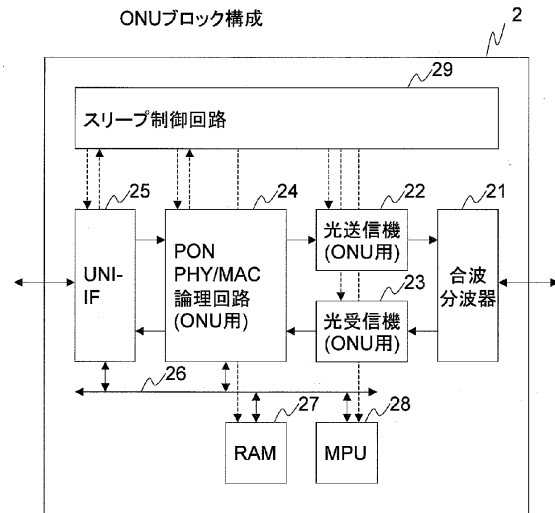 ONUブロック構成
2
29
スリープ制御回路
25
24
22
21
UNI-
IF
PON
PHY/MAC
論理回路
(ONU用)
光送信機
(ONU用)
23
光受信機
(ONU用)
合波
分波器
26
27
28
RAM
MPU